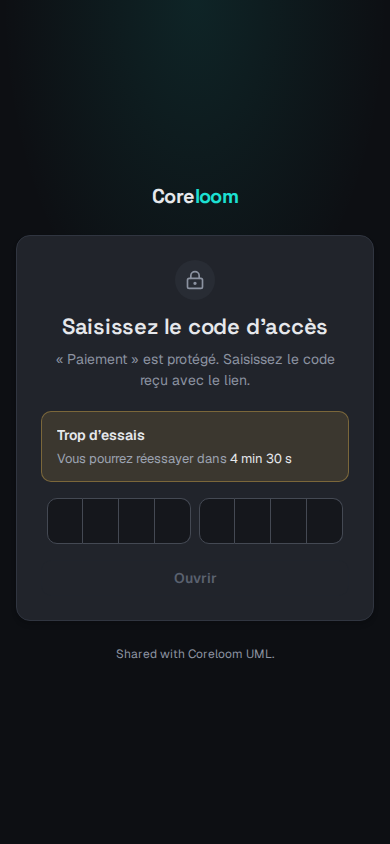 Coreloom
Saisissez le code d’accès
« Paiement » est protégé. Saisissez le code
reçu avec le lien.
Trop d’essais
Vous pourrez réessayer dans 4 min 30 s
Ouvrir
Shared with Coreloom UML.